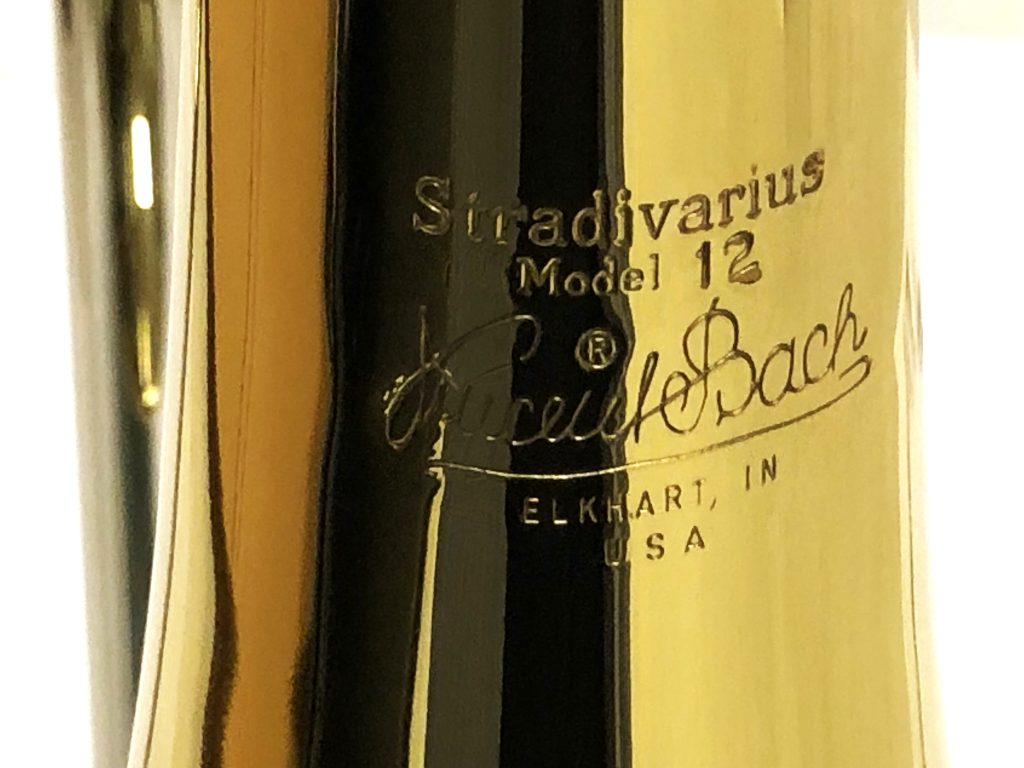 Stradivarius
Model 12
®
Vincent Bach
ELKHART, IN
USA